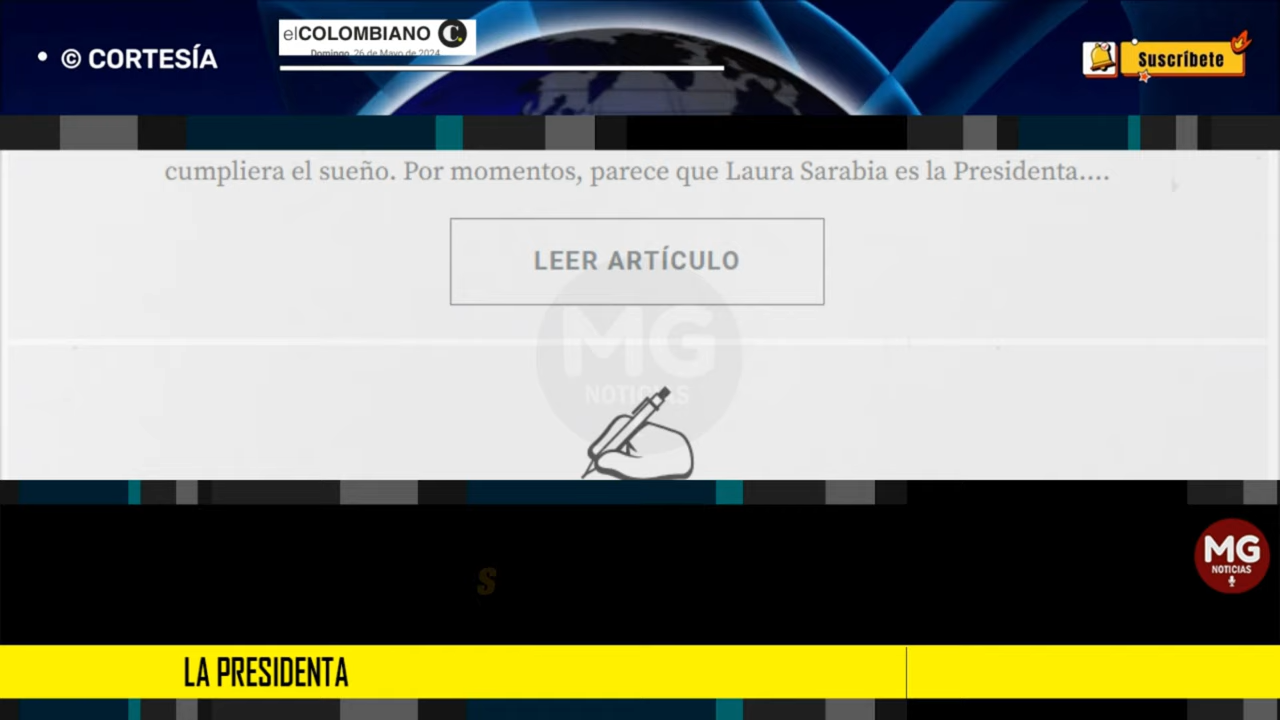 • © CORTESÍA
elCOLOMBIANO C
Domingo, 26 de Mayo de 2024
Suscríbete
cumpliera el sueño. Por momentos, parece que Laura Sarabia es la Presidenta....
LEER ARTÍCULO
MG
NOTICIAS
S
MG
NOTICIAS
LA PRESIDENTA